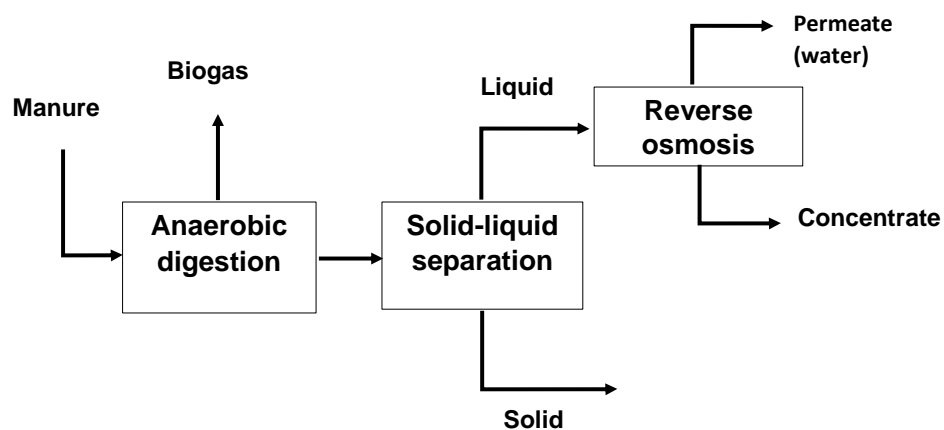 Manure
Biogas
Anaerobic
digestion
Solid-liquid
separation
Liquid
Solid
Reverse
osmosis
Permeate
(water)
Concentrate